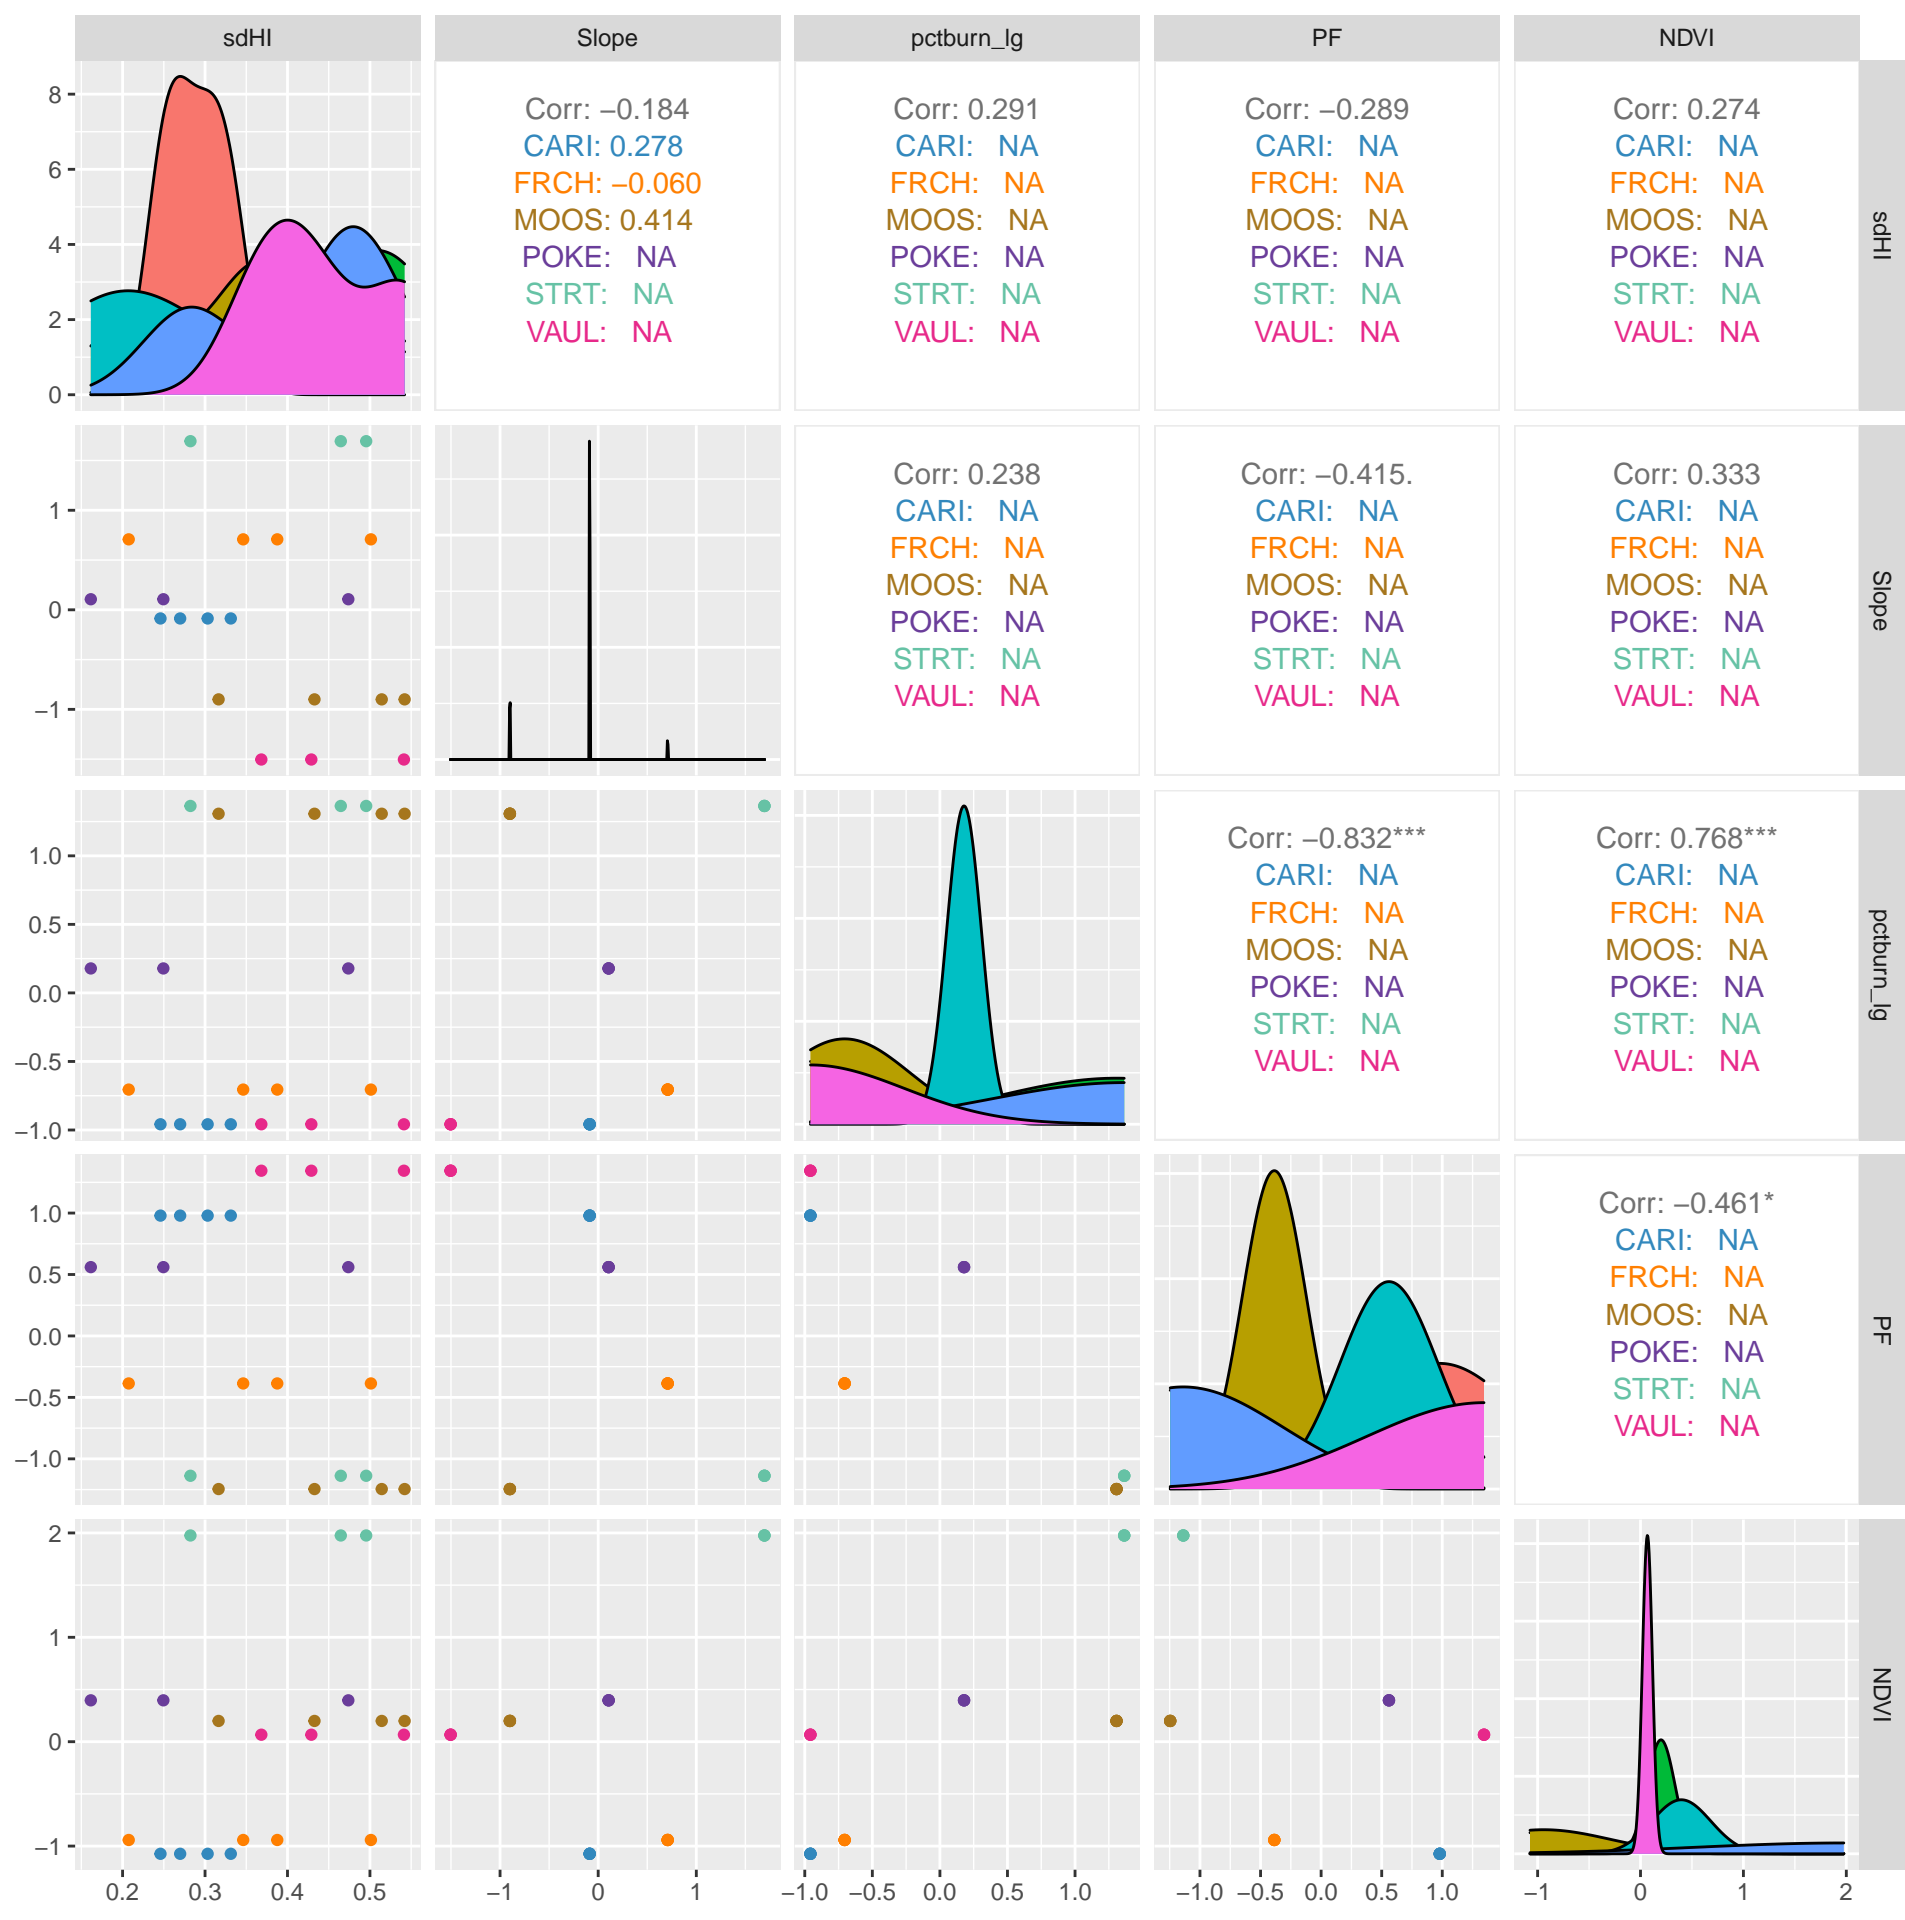 sdHI Slope pctburn_lg PF NDVI
8
6
4
2
0
Corr: −0.184
CARI: 0.278
FRCH: −0.060
MOOS: 0.414
POKE: NA
STRT: NA
VAUL: NA
Corr: 0.291
CARI: NA
FRCH: NA
MOOS: NA
POKE: NA
STRT: NA
VAUL: NA
Corr: −0.289
CARI: NA
FRCH: NA
MOOS: NA
POKE: NA
STRT: NA
VAUL: NA
Corr: 0.274
CARI: NA
FRCH: NA
MOOS: NA
POKE: NA
STRT: NA
VAUL: NA
sdHI
1
0
−1
Corr: 0.238
CARI: NA
FRCH: NA
MOOS: NA
POKE: NA
STRT: NA
VAUL: NA
Corr: −0.415.
CARI: NA
FRCH: NA
MOOS: NA
POKE: NA
STRT: NA
VAUL: NA
Corr: 0.333
CARI: NA
FRCH: NA
MOOS: NA
POKE: NA
STRT: NA
VAUL: NA
Slope
1.0
0.5
0.0
−0.5
−1.0
Corr: −0.832***
CARI: NA
FRCH: NA
MOOS: NA
POKE: NA
STRT: NA
VAUL: NA
Corr: 0.768***
CARI: NA
FRCH: NA
MOOS: NA
POKE: NA
STRT: NA
VAUL: NA
pctburn_lg
1.0
0.5
0.0
−0.5
−1.0
Corr: −0.461*
CARI: NA
FRCH: NA
MOOS: NA
POKE: NA
STRT: NA
VAUL: NA
PF
2
1
0
−1
NDVI
0.2 0.3 0.4 0.5
−1 0 1
−1.0 −0.5 0.0 0.5 1.0
−1.0 −0.5 0.0 0.5 1.0
−1 0 1 2